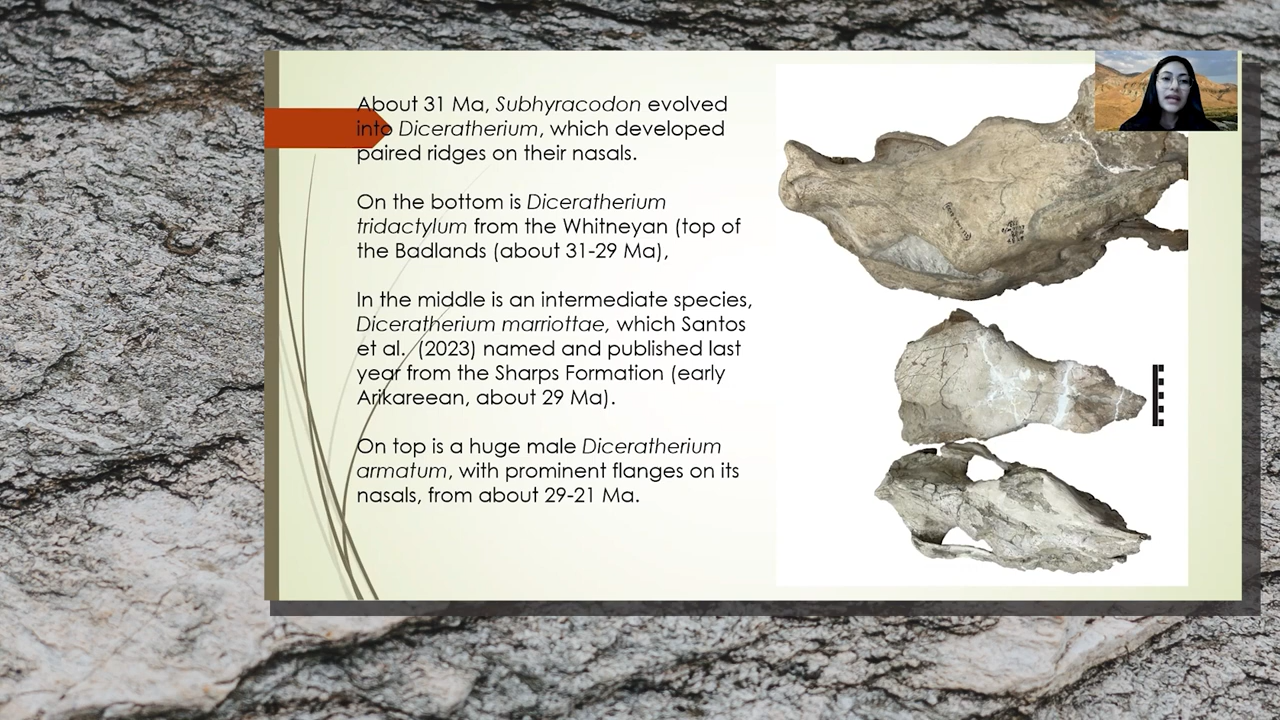 About 31 Ma, Subhyracodon evolved
into Diceratherium, which developed
paired ridges on their nasals.
On the bottom is Diceratherium
tridactylum from the Whitneyan (top of
the Badlands (about 31-29 Ma),
In the middle is an intermediate species,
Diceratherium marriottae, which Santos
et al. (2023) named and published last
year from the Sharps Formation (early
Arikareean, about 29 Ma).
On top is a huge male Diceratherium
armatum, with prominent flanges on its
nasals, from about 29-21 Ma.